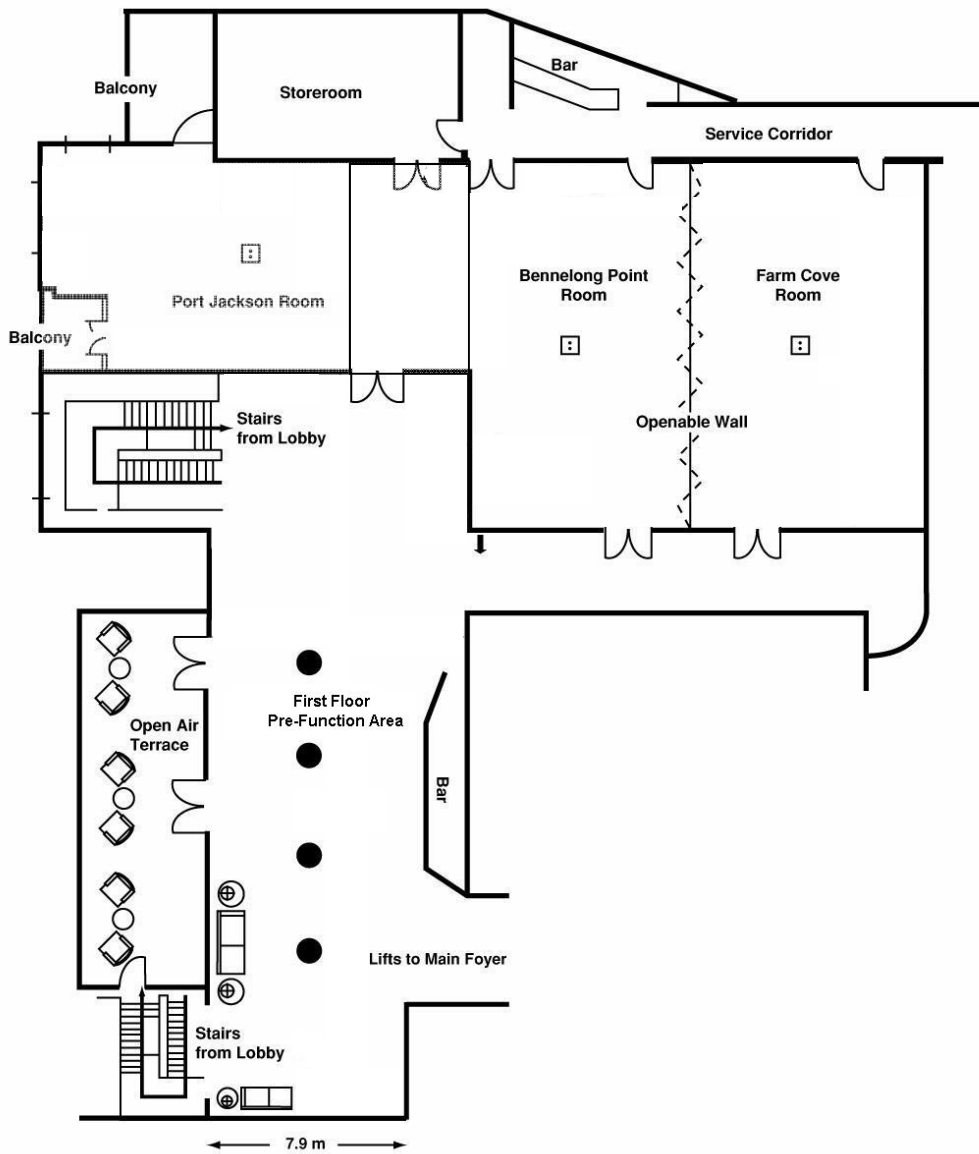 Bar
Balcony
Storeroom
Service Corridor
Bennelong Point
Room
Farm Cove
Room
Port Jackson Room
Balcony
Stairs
from Lobby
Openable Wall
First Floor
Pre-Function Area
Open Air
Terrace
Bar
Lifts to Main Foyer
Stairs
from Lobby
7.9 m